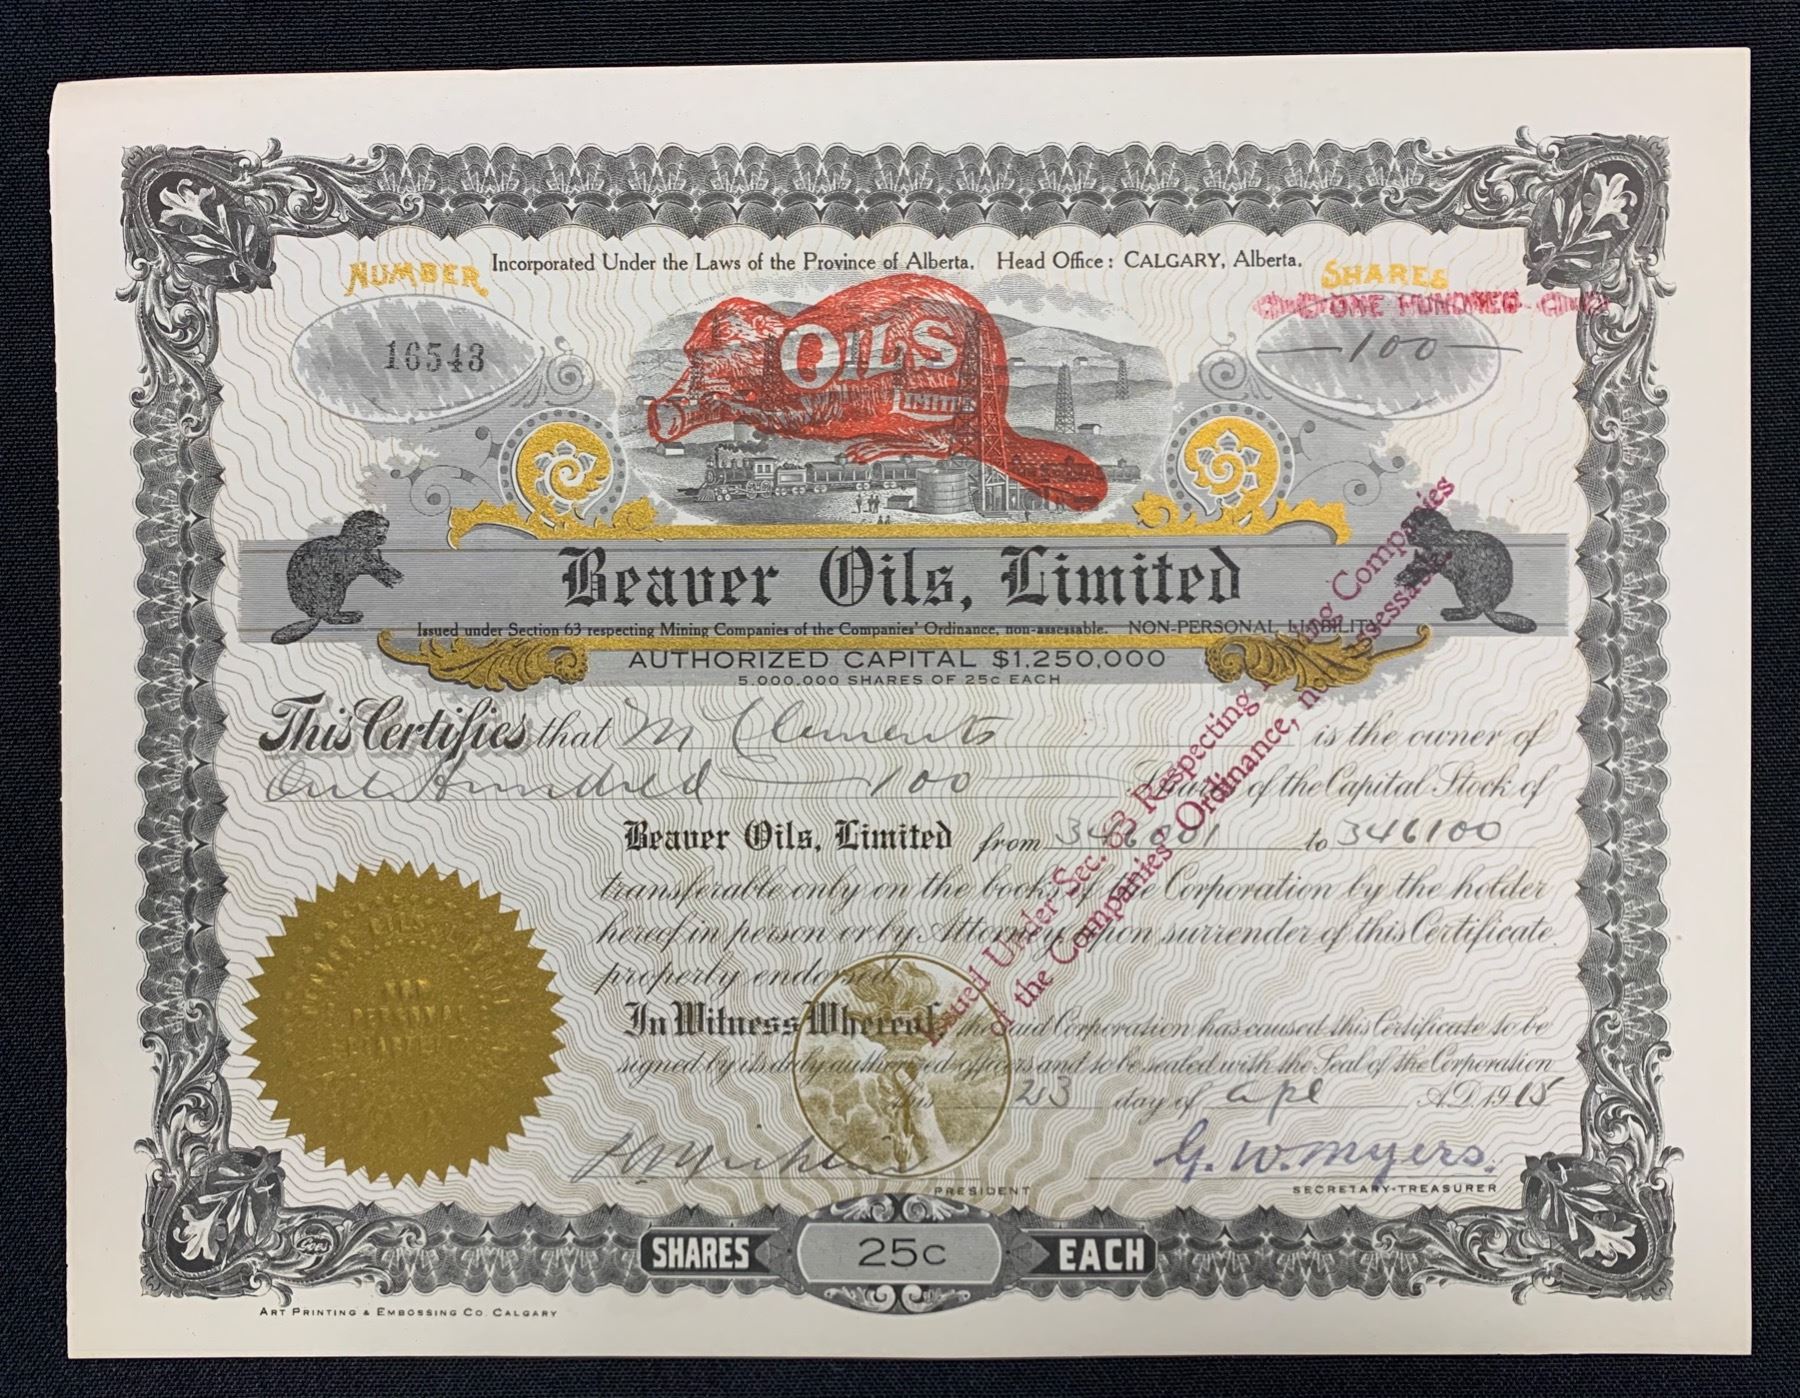 Incorporated Under the Laws of the Province of Alberta. Head Office: CALGARY, Alberta.
NUMBER
16543
SHARES
ONE HUNDRED
100
OILS
LIMITED
Beaver Oils, Limited
Issued under Section 63 respecting Mining Companies of the Companies' Ordinance, non-assessable. NON-PERSONAL LIABILITY
AUTHORIZED CAPITAL $1,250,000
5,000,000 SHARES OF 25c EACH
This Certifies that M Clements is the owner of
One Hundred 100 Shares of the Capital Stock of
Beaver Oils, Limited from 346001 to 346100
transferable only on the books of the Corporation by the holder
hereof in person or by Attorney upon surrender of this Certificate
properly endorsed.
In Witness Whereof, the said Corporation has caused this Certificate to be
signed by its duly authorized officers and to be sealed with the Seal of the Corporation
this 23 day of Apl A.D. 1915
G. W. Myers.
PRESIDENT
SECRETARY-TREASURER
Issued Under Sec. 63 Respecting Mining Companies
of the Companies Ordinance, non assessable.
BEAVER OILS LIMITED
NON
PERSONAL
LIABILITY
SHARES 25c EACH
Goes
ART PRINTING & EMBOSSING CO. CALGARY